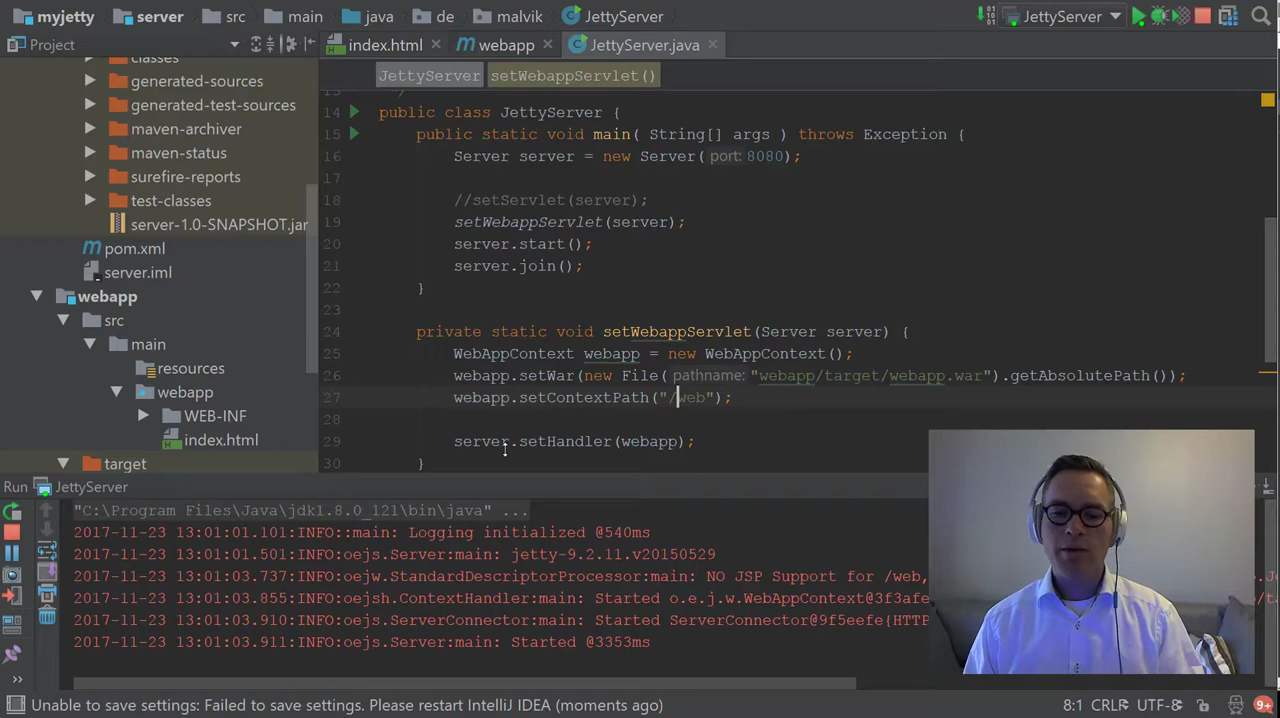 myjetty server src main java de malvik JettyServer JettyServer
Project index.html webapp JettyServer.java
JettyServer setWebappServlet()
classes
generated-sources
generated-test-sources
maven-archiver
maven-status
surefire-reports
test-classes
server-1.0-SNAPSHOT.jar
pom.xml
server.iml
webapp
src
main
resources
webapp
WEB-INF
index.html
target
13 */
14 public class JettyServer {
15 public static void main( String[] args ) throws Exception {
16 Server server = new Server( port: 8080);
17
18 //setServlet(server);
19 setWebappServlet(server);
20 server.start();
21 server.join();
22 }
23
24 private static void setWebappServlet(Server server) {
25 WebAppContext webapp = new WebAppContext();
26 webapp.setWar(new File( pathname: "webapp/target/webapp.war").getAbsolutePath());
27 webapp.setContextPath("/web");
29 server.setHandler(webapp);
30 }
Run JettyServer
"C:\Program Files\Java\jdk1.8.0_121\bin\java" ...
2017-11-23 13:01:01.101:INFO::main: Logging initialized @540ms
2017-11-23 13:01:01.501:INFO:oejs.Server:main: jetty-9.2.11.v20150529
2017-11-23 13:01:03.737:INFO:oejw.StandardDescriptorProcessor:main: NO JSP Support for /web,
2017-11-23 13:01:03.855:INFO:oejsh.ContextHandler:main: Started o.e.j.w.WebAppContext@3f3afe
2017-11-23 13:01:03.910:INFO:oejs.ServerConnector:main: Started ServerConnector@9f5eefe{HTTP
2017-11-23 13:01:03.911:INFO:oejs.Server:main: Started @3353ms
Unable to save settings: Failed to save settings. Please restart IntelliJ IDEA (moments ago) 8:1 CRLF UTF-8 9+